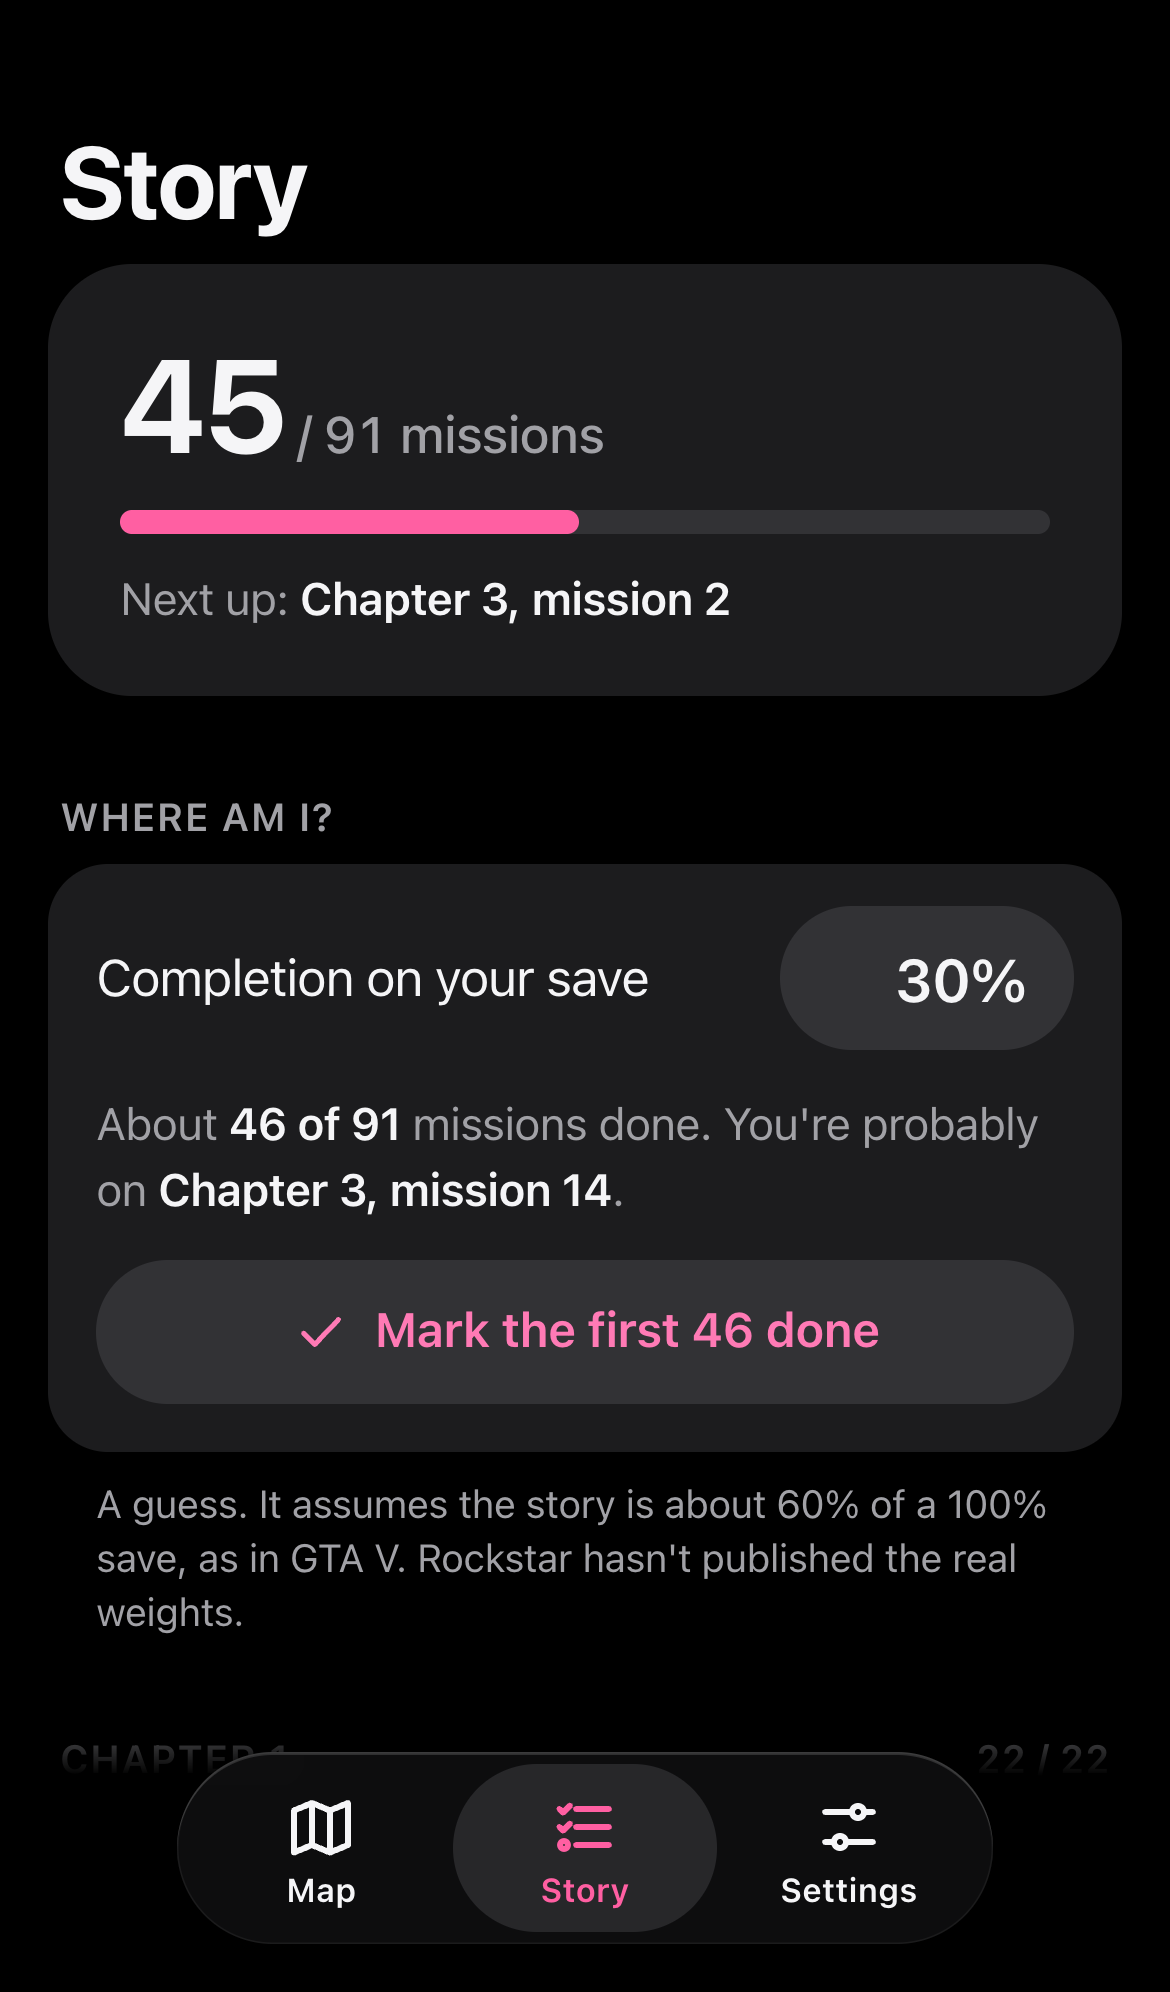 Story
45 / 91 missions
Next up: Chapter 3, mission 2
WHERE AM I?
Completion on your save 30%
About 46 of 91 missions done. You're probably
on Chapter 3, mission 14.
Mark the first 46 done
A guess. It assumes the story is about 60% of a 100%
save, as in GTA V. Rockstar hasn't published the real
weights.
CHAPTER 1 22 / 22
Map Story Settings